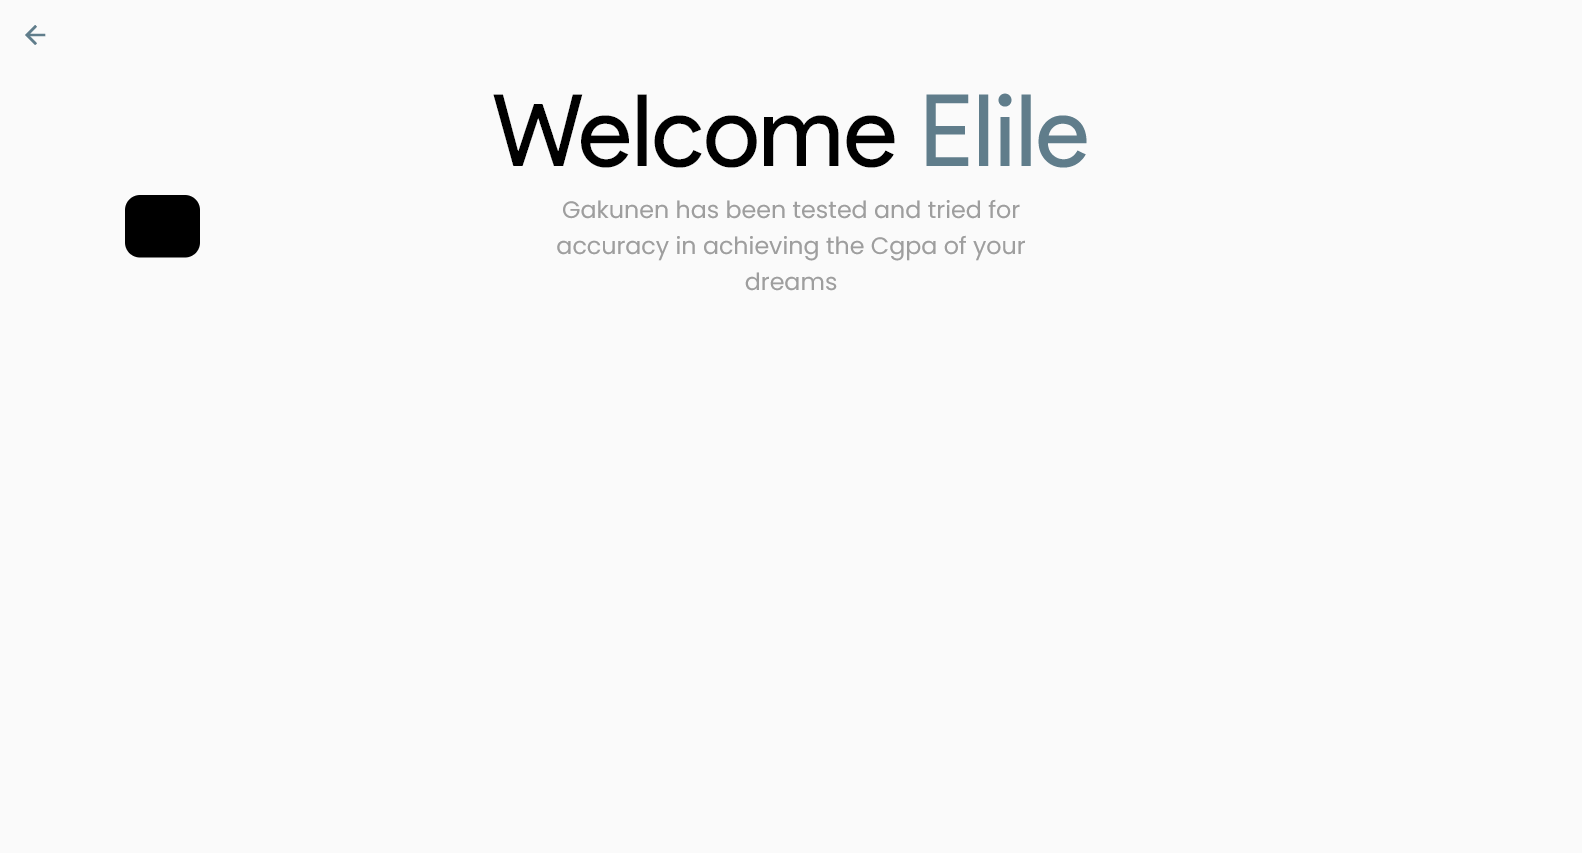 Welcome Elile
Gakunen has been tested and tried for
accuracy in achieving the Cgpa of your
dreams